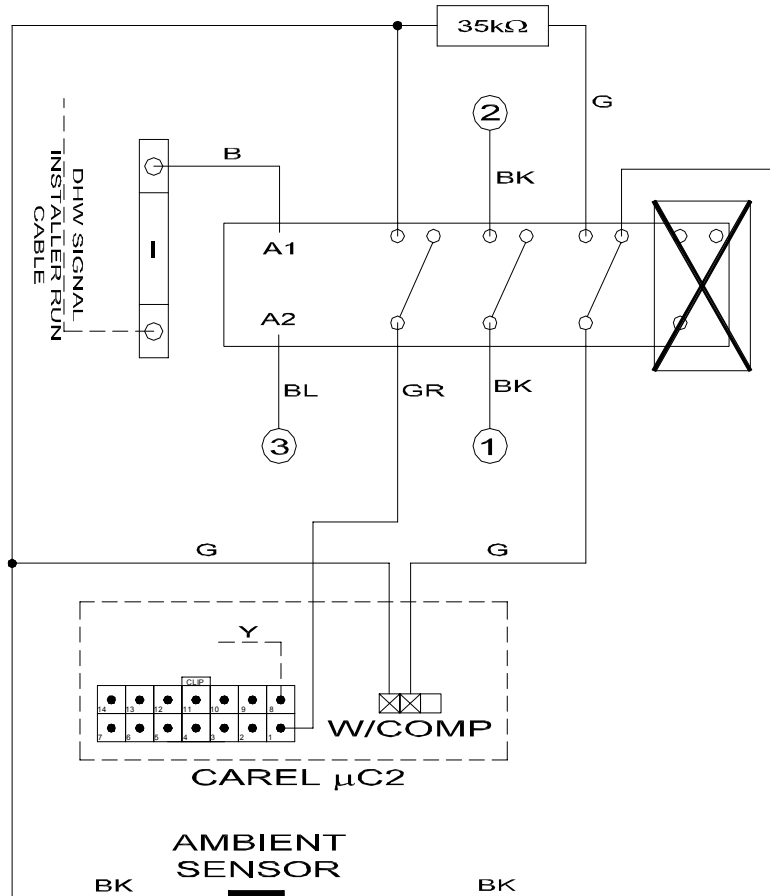 35kΩ
G
2
B
BK
DHW SIGNAL
INSTALLER RUN
CABLE
I
A1
A2
BL
GR
BK
3
1
G
G
Y
CLIP
14 13 12 11 10 9 8
7 6 5 4 3 2 1
W/COMP
CAREL µC2
AMBIENT
SENSOR
BK
BK